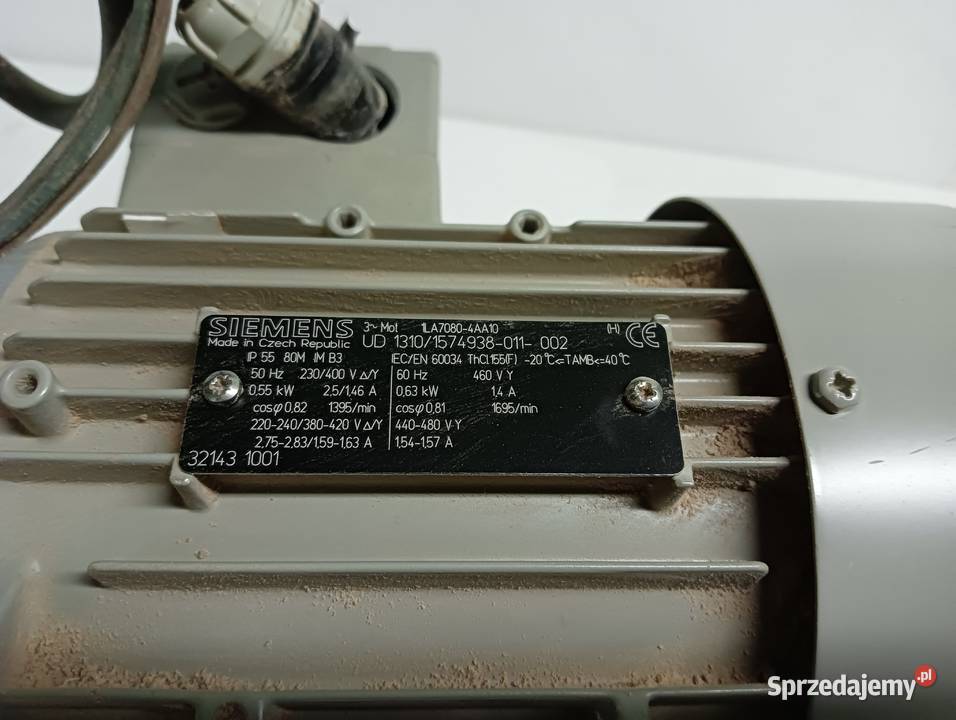 SIEMENS 3~ Mot. 1LA7080-4AA10 (H) CE
Made in Czech Republic UD 1310/1574938-011- 002
IP 55 80M IM B3 IEC/EN 60034 Th.Cl.155(F) -20°C<=TAMB<=40°C
50 Hz 230/400 V Δ/Y 60 Hz 460 V Y
0,55 kW 2.5/1.46 A 0,63 kW 1.4 A
cosφ 0,82 1395/min cosφ 0,81 1695/min
220-240/380-420 V Δ/Y 440-480 V Y
2.75-2.83/1.59-1.63 A 1.54-1.57 A
32143 1001
Sprzedajemy.pl